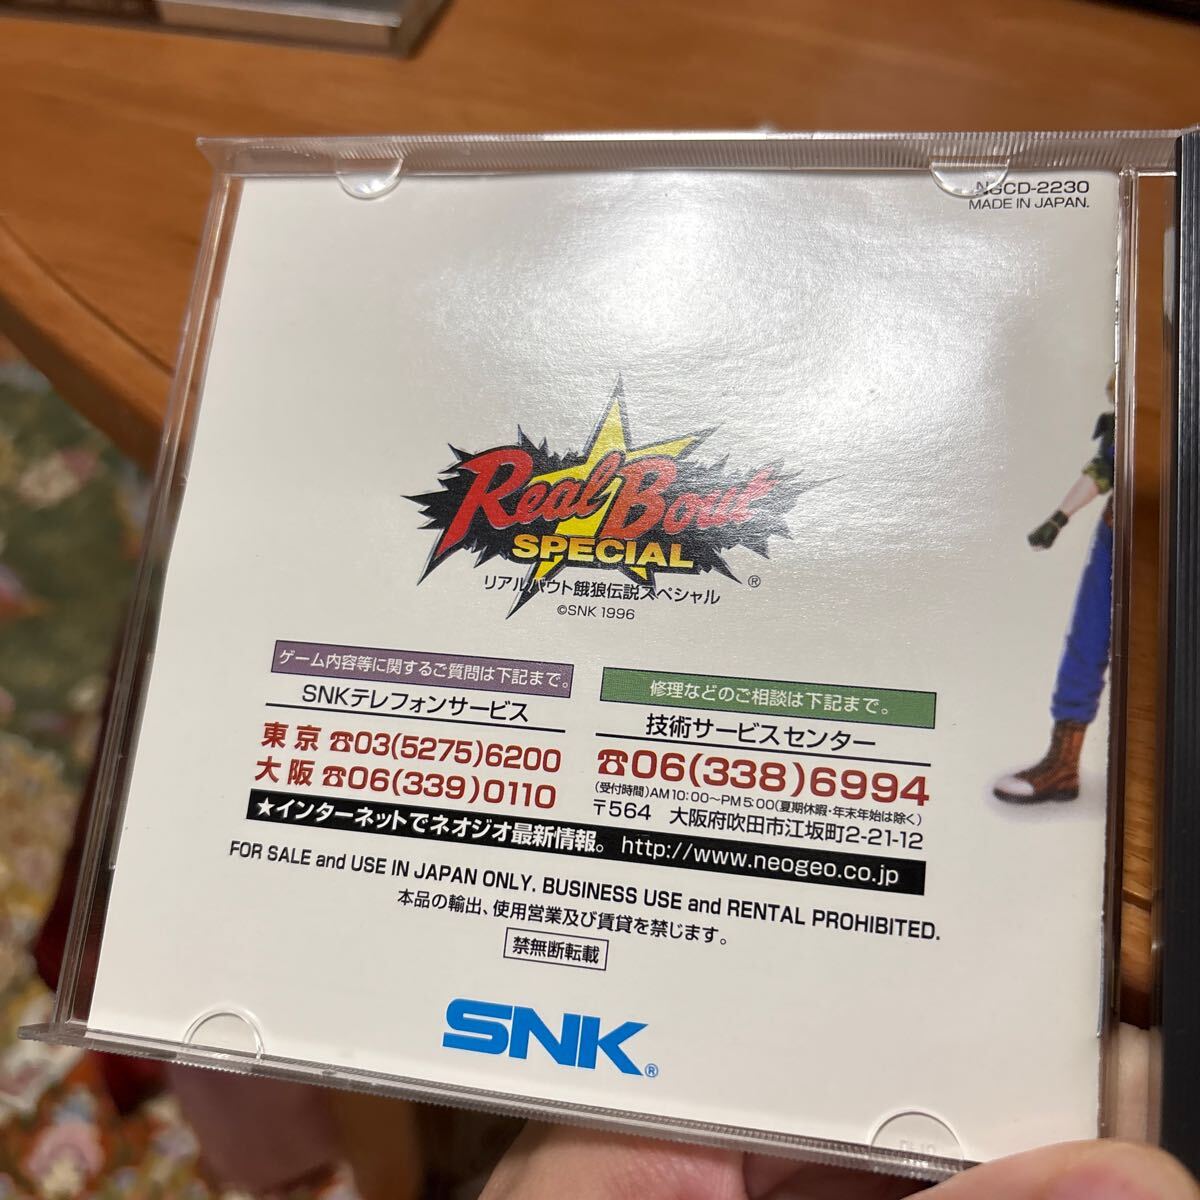 NGCD-2230
MADE IN JAPAN.
Real Bout
SPECIAL
リアルバウト餓狼伝説スペシャル
®
©SNK 1996
ゲーム内容等に関するご質問は下記まで。
SNKテレフォンサービス
東京☎03(5275)6200
大阪☎06(339)0110
修理などのご相談は下記まで。
技術サービスセンター
☎06(338)6994
(受付時間)AM10:00〜PM5:00(夏期休暇・年末年始は除く)
〒564 大阪府吹田市江坂町2-21-12
★インターネットでネオジオ最新情報。 http://www.neogeo.co.jp
FOR SALE and USE IN JAPAN ONLY. BUSINESS USE and RENTAL PROHIBITED.
本品の輸出、使用営業及び賃貸を禁じます。
禁無断転載
SNK®